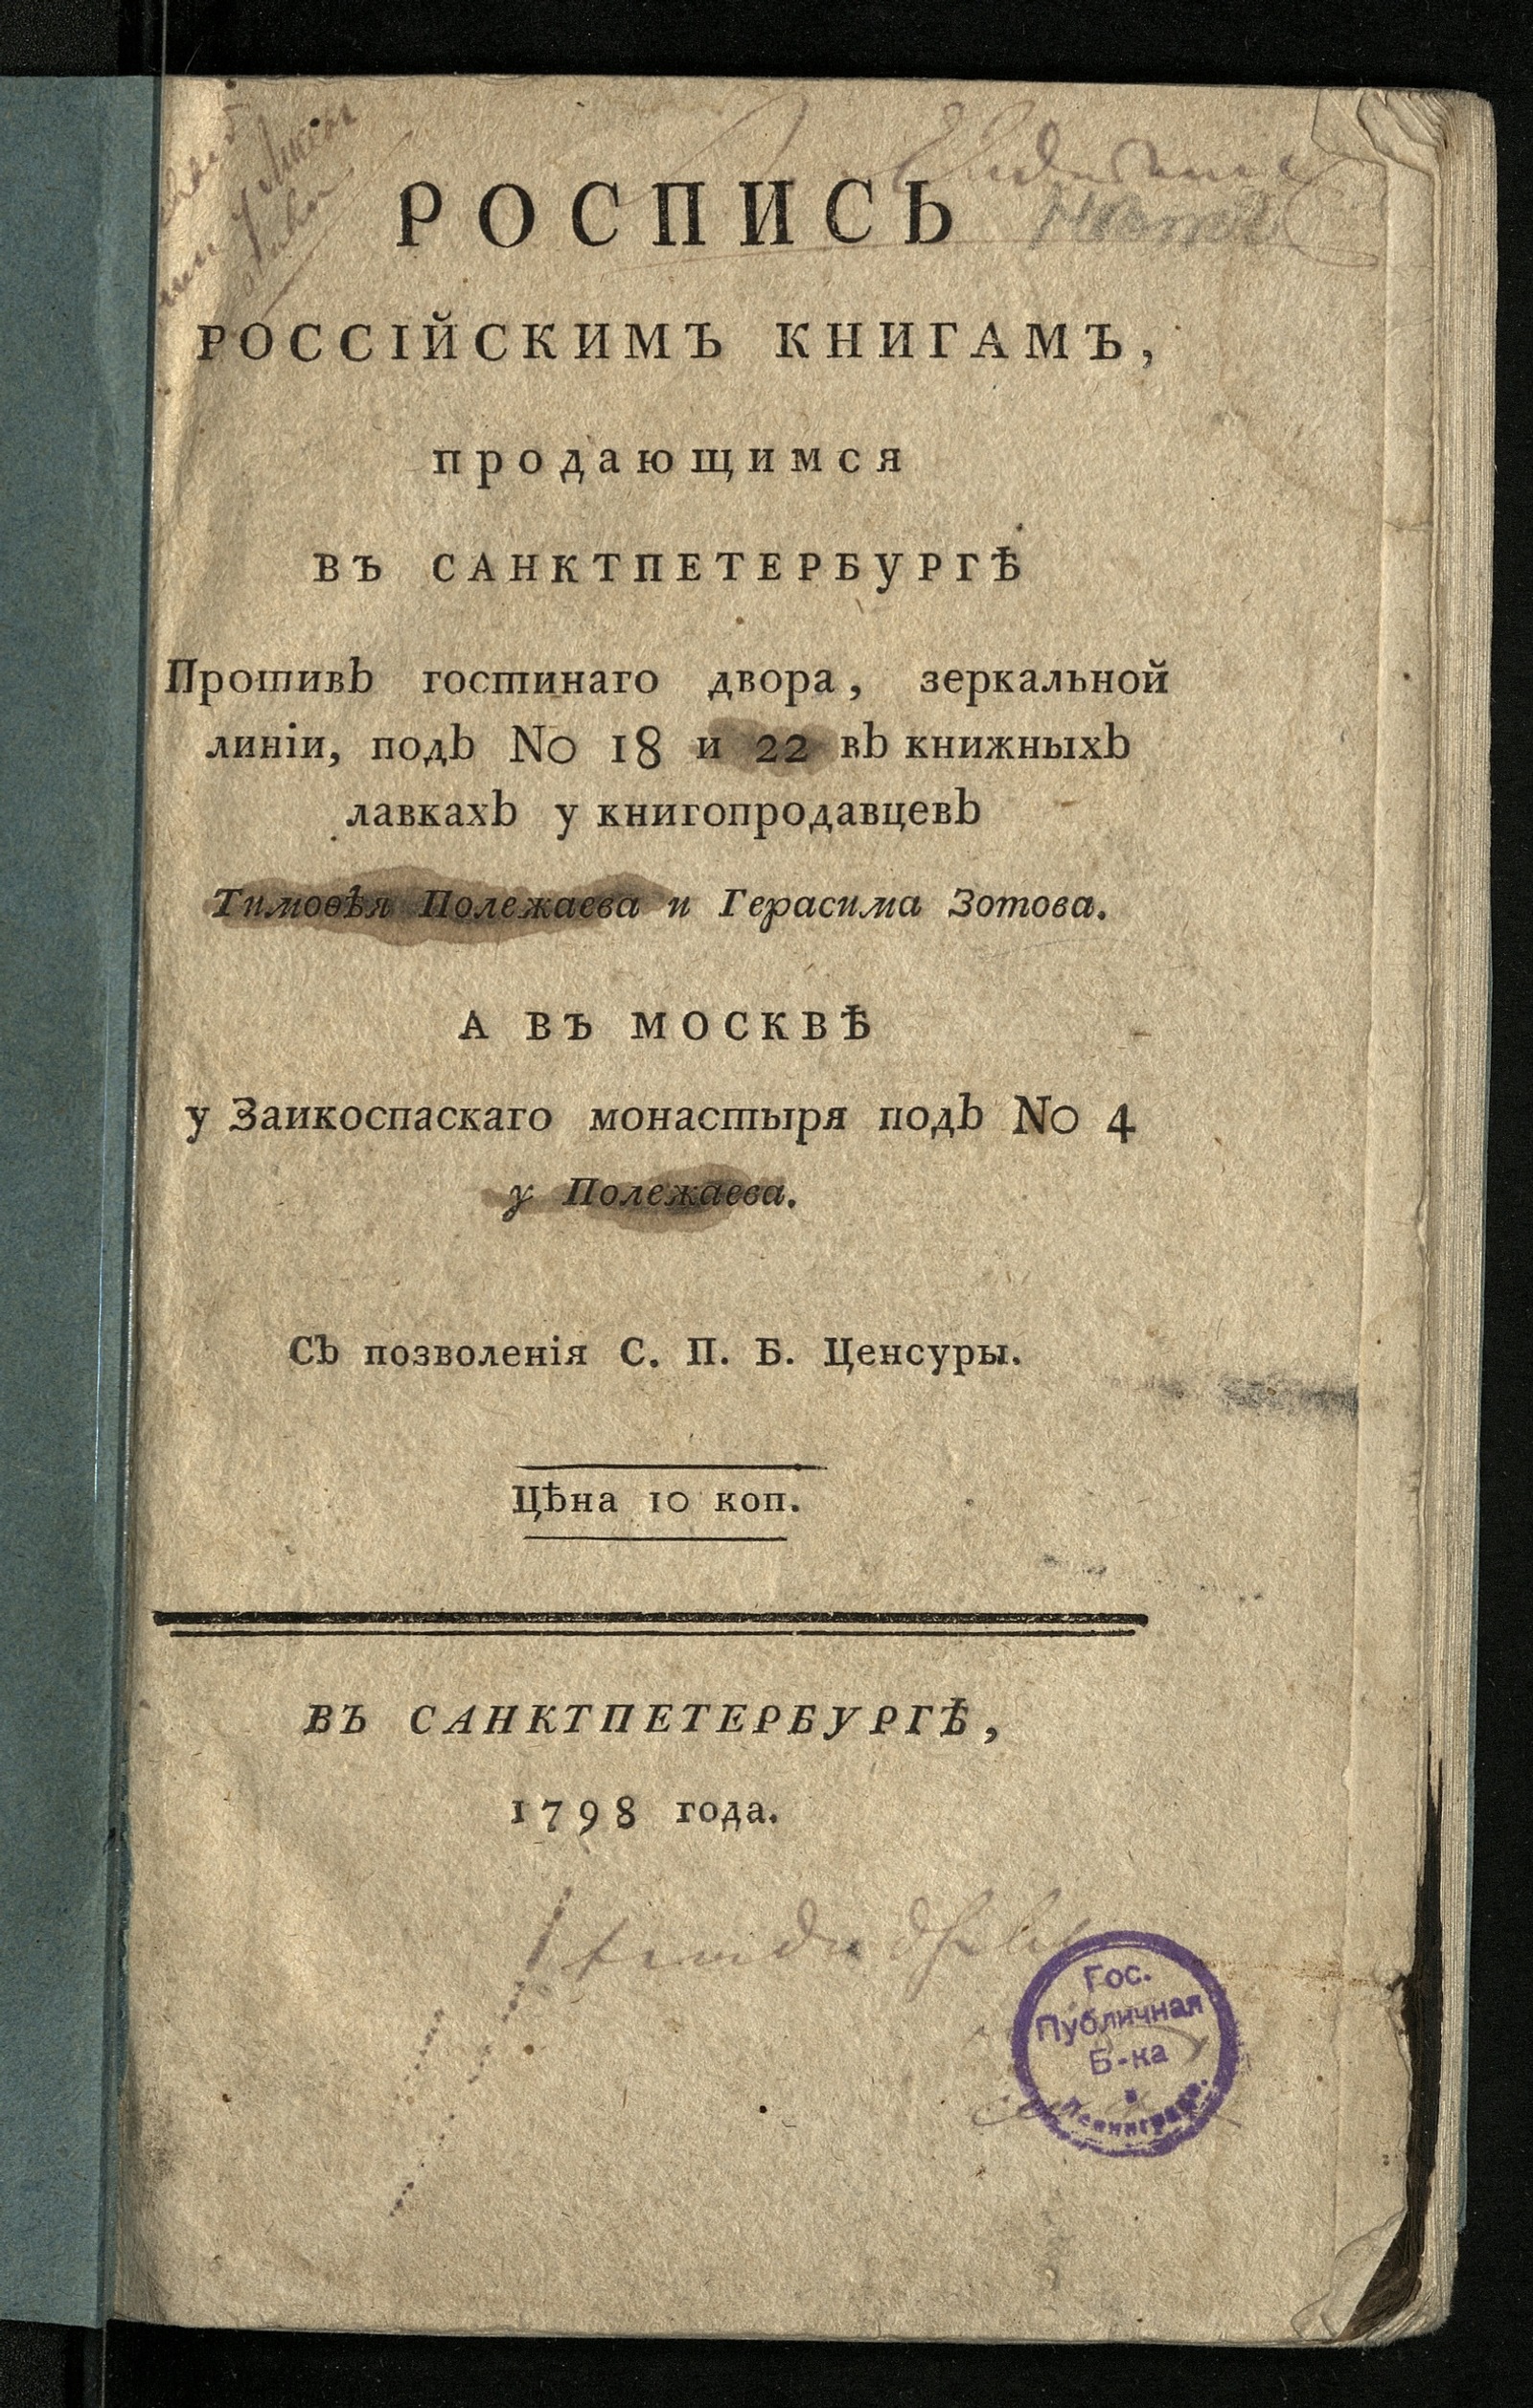 РОСПИСЬ
РОССІЙСКИМЪ КНИГАМЪ,
продающимся
ВЪ САНКТПЕТЕРБУРГѢ
Противъ гостинаго двора, зеркальной
линіи, подъ No 18 и 22 въ книжныхъ
лавкахъ у книгопродавцевъ
Тимоѳѣя Полежаева и Герасима Зотова.
А ВЪ МОСКВѢ
у Заикоспаскаго монастыря подъ No 4
у Полежаева.
Съ позволенія С. П. Б. Ценсуры.
Цѣна 10 коп.
ВЪ САНКТПЕТЕРБУРГѢ,
1798 года.
Гос.
Публичная
Б-ка
в
Ленинграде.